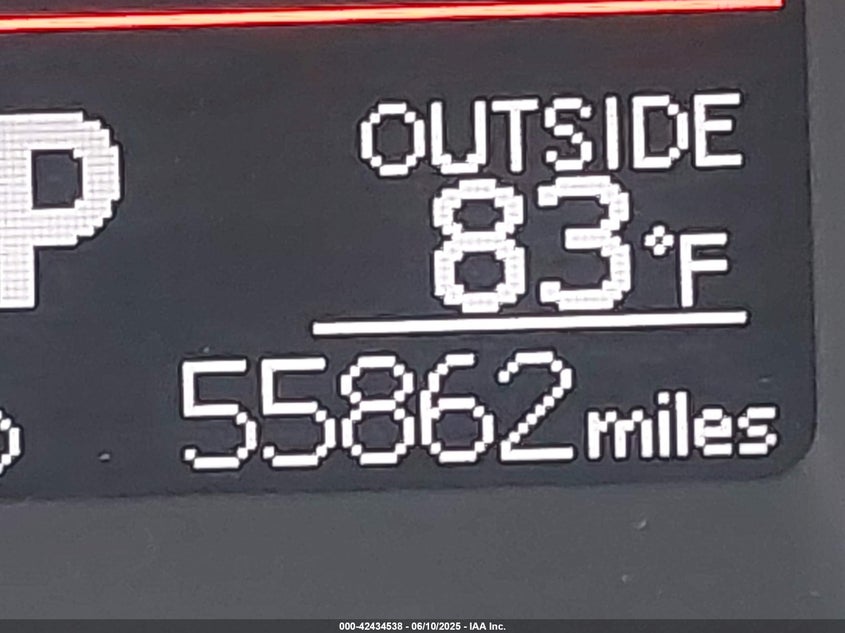 OUTSIDE
P
83°F
55862 miles
000-42434538 - 06/10/2025 - IAA Inc.